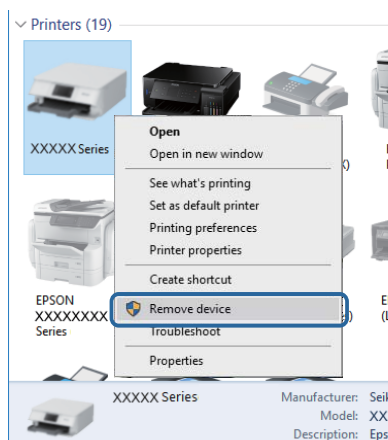 Printers (19)
XXXXX Series
Open
Open in new window
See what's printing
Set as default printer
Printing preferences
Printer properties
Create shortcut
Remove device
Troubleshoot
Properties
EPSON
XXXXXXXX
Series
XXXXX Series
Manufacturer:
Model: XX
Description: